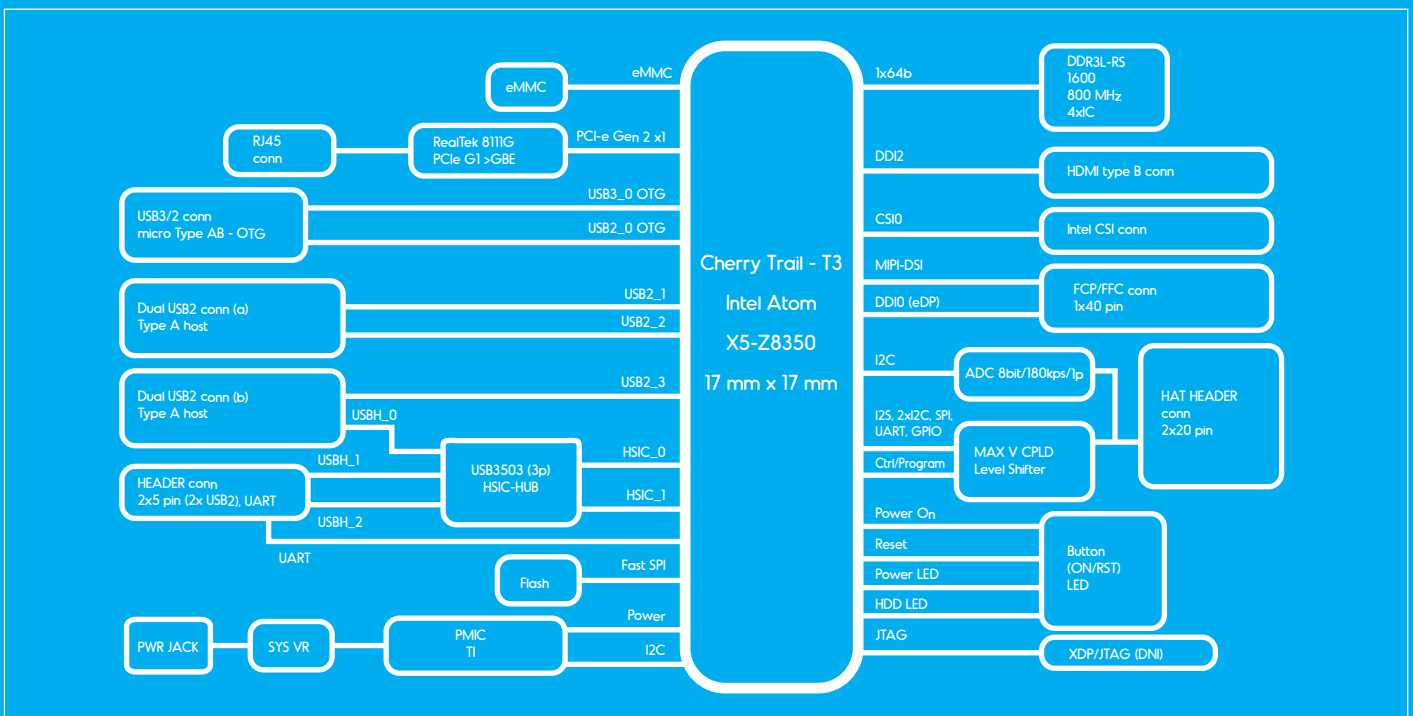 eMMC
eMMC
RJ45
conn
RealTek 8111G
PCIe G1 >GBE
PCI-e Gen 2 x1
USB3/2 conn
micro Type AB - OTG
USB3_0 OTG
USB2_0 OTG
Dual USB2 conn (a)
Type A host
USB2_1
USB2_2
Dual USB2 conn (b)
Type A host
USB2_3
USBH_0
USBH_1
HEADER conn
2x5 pin (2x USB2), UART
USBH_2
UART
USB3503 (3p)
HSIC-HUB
HSIC_0
HSIC_1
Flash
Fast SPI
PWR JACK
SYS VR
PMIC
TI
Power
I2C
Cherry Trail - T3
Intel Atom
X5-Z8350
17 mm x 17 mm
1x64b
DDR3L-RS
1600
800 MHz
4xIC
DDI2
HDMI type B conn
CSI0
Intel CSI conn
MIPI-DSI
DDI0 (eDP)
FCP/FFC conn
1x40 pin
I2C
ADC 8bit/180kps/1p
I2S, 2xI2C, SPI,
UART, GPIO
Ctrl/Program
MAX V CPLD
Level Shifter
HAT HEADER
conn
2x20 pin
Power On
Reset
Power LED
HDD LED
Button
(ON/RST)
LED
JTAG
XDP/JTAG (DNI)